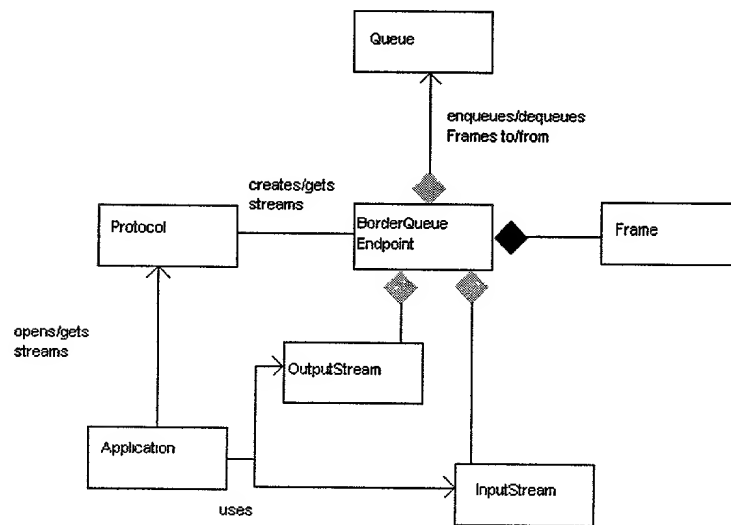 Queue
enqueues/dequeues
Frames to/from
creates/gets
streams
Protocol
BorderQueue
Endpoint
Frame
opens/gets
streams
OutputStream
Application
InputStream
uses